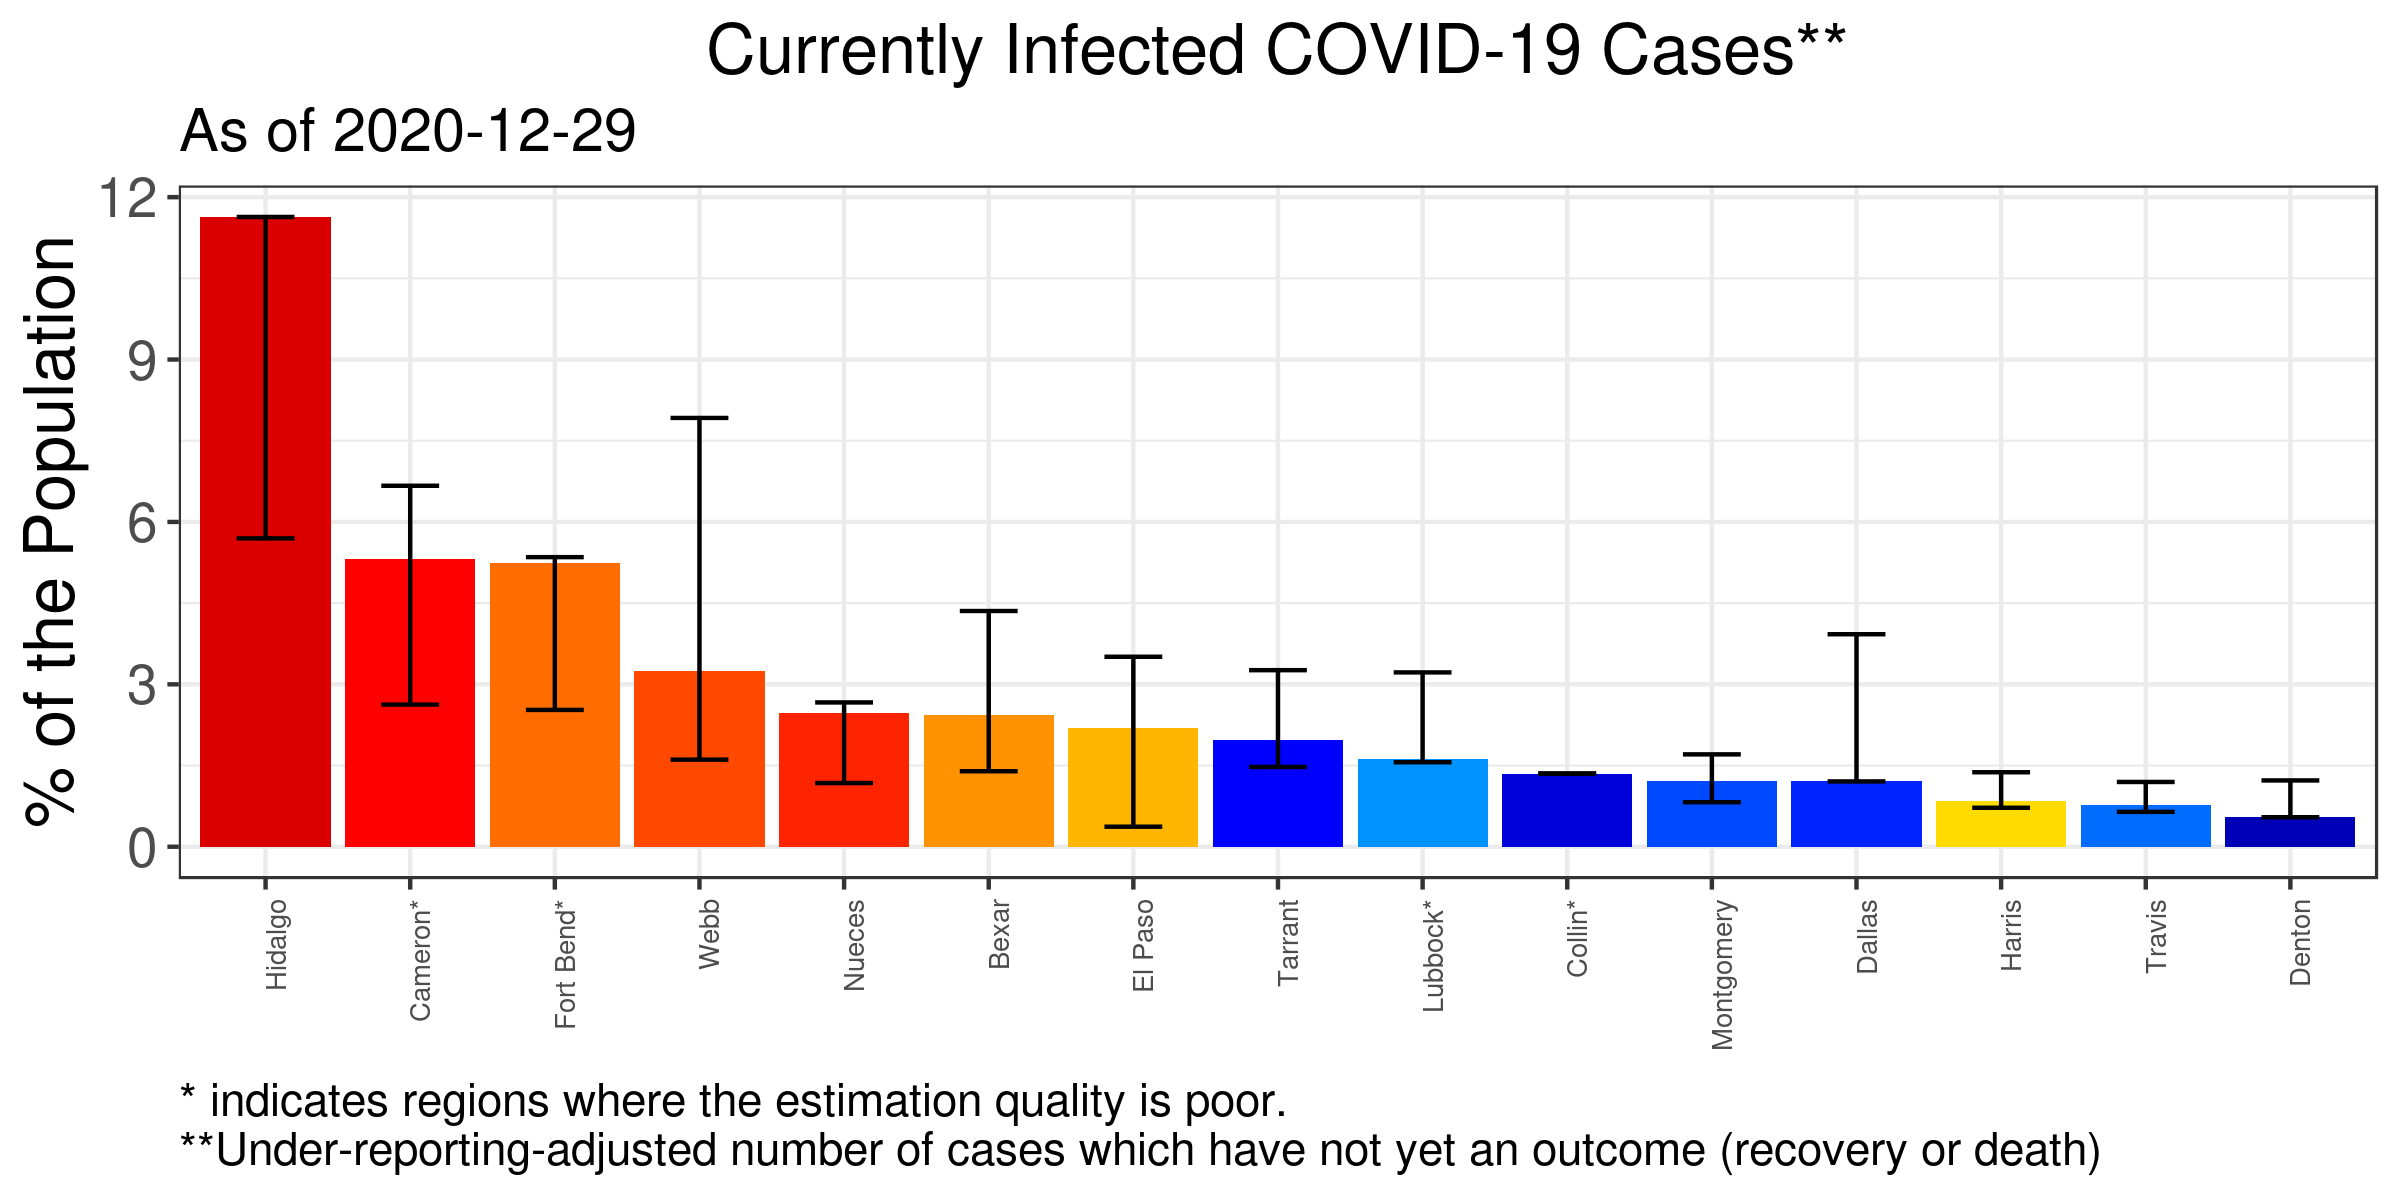 Currently Infected COVID-19 Cases**
As of 2020-12-29
% of the Population
12
9
6
3
0
Hidalgo
Cameron*
Fort Bend*
Webb
Nueces
Bexar
El Paso
Tarrant
Lubbock*
Collin*
Montgomery
Dallas
Harris
Travis
Denton
* indicates regions where the estimation quality is poor.
**Under-reporting-adjusted number of cases which have not yet an outcome (recovery or death)